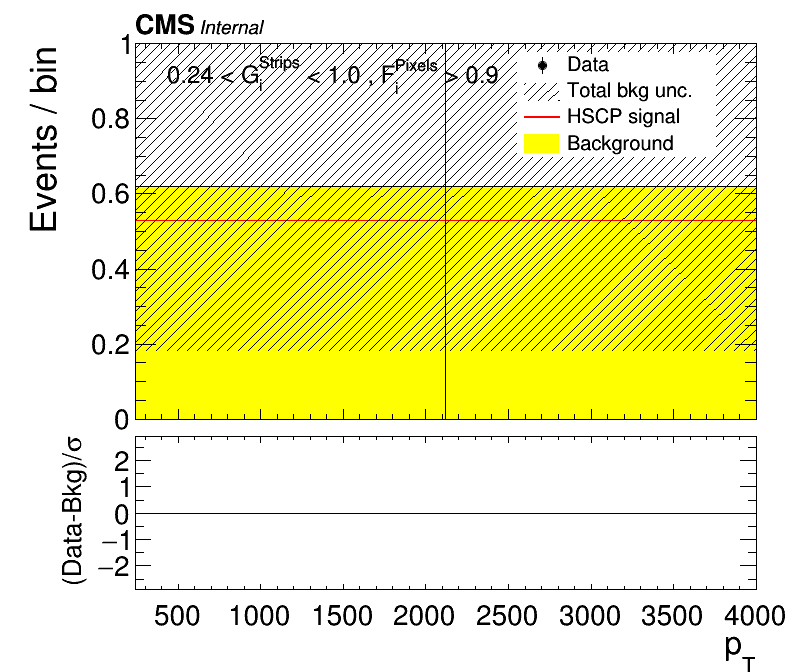 CMS Internal
0.24 < G_i^Strips < 1.0 , F_i^Pixels > 0.9
Data
Total bkg unc.
HSCP signal
Background
Events / bin
1
0.8
0.6
0.4
0.2
0
(Data-Bkg)/σ
2
1
0
−1
−2
500 1000 1500 2000 2500 3000 3500 4000
p_T